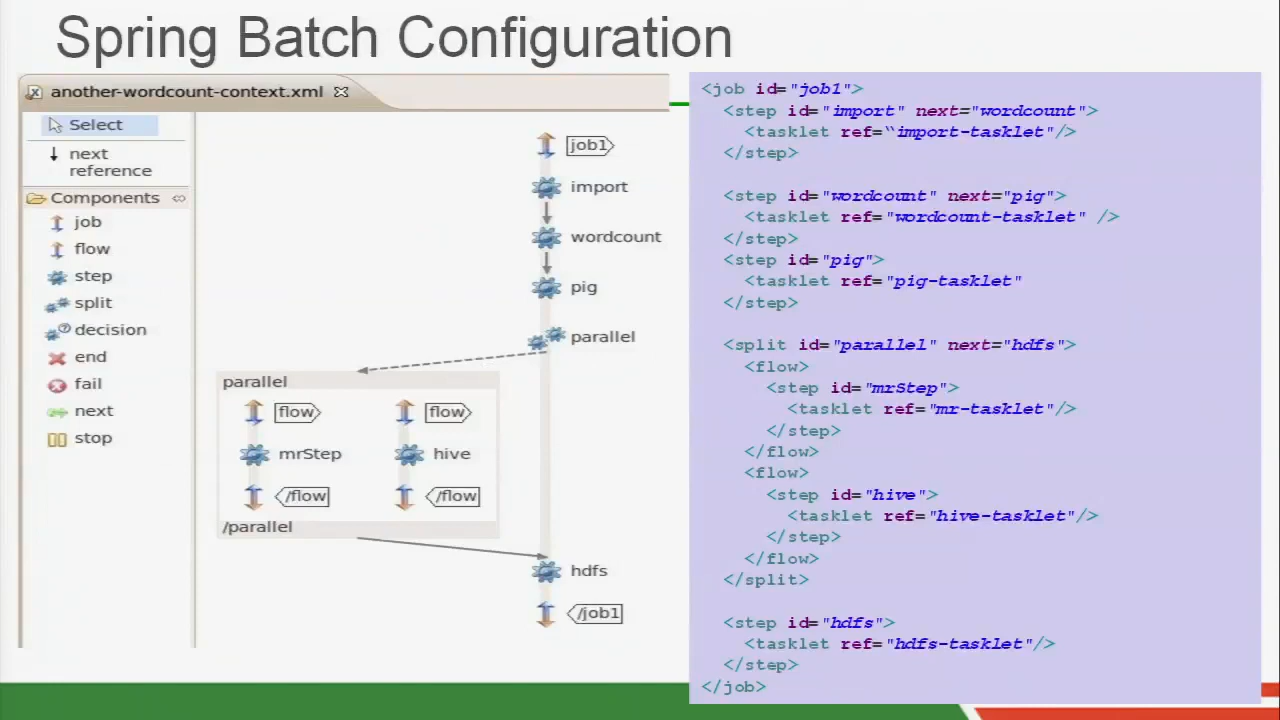 Spring Batch Configuration
another-wordcount-context.xml
Select
next
reference
Components
job
flow
step
split
decision
end
fail
next
stop
job1
import
wordcount
pig
parallel
parallel
flow
flow
mrStep
hive
/flow
/flow
/parallel
hdfs
/job1
<job id="job1">
<step id="import" next="wordcount">
<tasklet ref=“import-tasklet"/>
</step>
<step id="wordcount" next="pig">
<tasklet ref="wordcount-tasklet" />
</step>
<step id="pig">
<tasklet ref="pig-tasklet"
</step>
<split id="parallel" next="hdfs">
<flow>
<step id="mrStep">
<tasklet ref="mr-tasklet"/>
</step>
</flow>
<flow>
<step id="hive">
<tasklet ref="hive-tasklet"/>
</step>
</flow>
</split>
<step id="hdfs">
<tasklet ref="hdfs-tasklet"/>
</step>
</job>